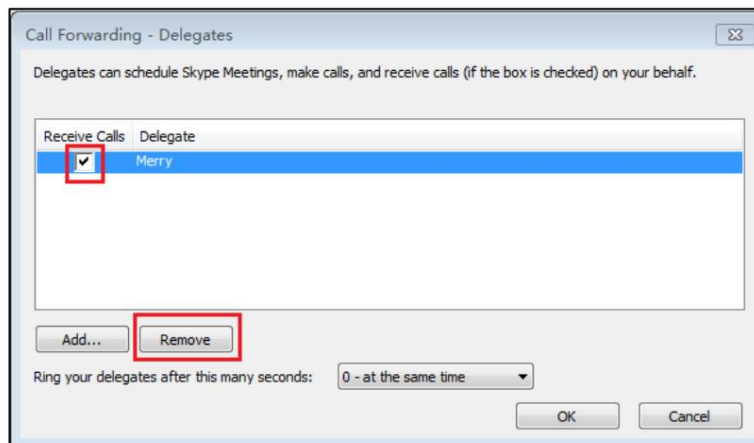 Call Forwarding - Delegates
Delegates can schedule Skype Meetings, make calls, and receive calls (if the box is checked) on your behalf.
Receive Calls Delegate
Merry
Add... Remove
Ring your delegates after this many seconds: 0 - at the same time
OK Cancel